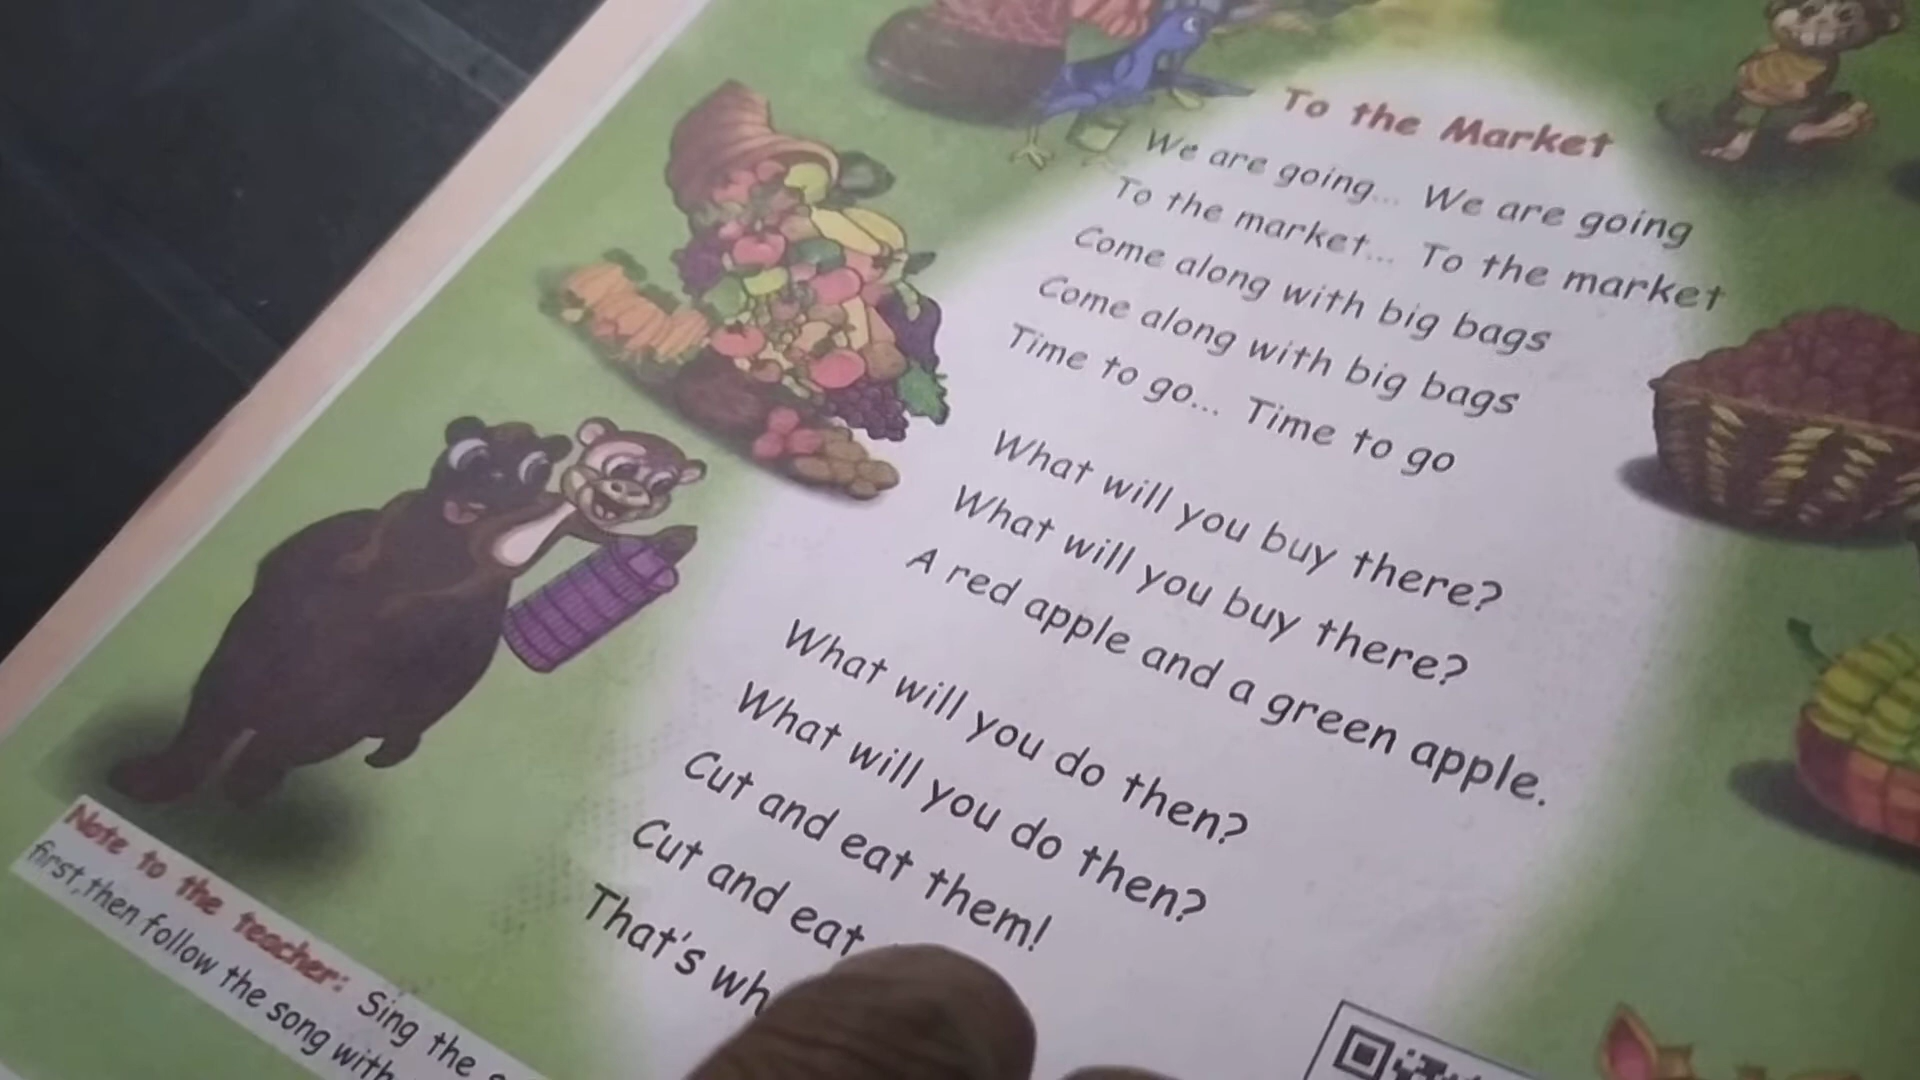 To the Market
We are going... We are going
To the market... To the market
Come along with big bags
Come along with big bags
Time to go... Time to go
What will you buy there?
What will you buy there?
A red apple and a green apple.
What will you do then?
What will you do then?
Cut and eat them!
Cut and eat
That's
Note to the teacher: Sing the
first, then follow the song with